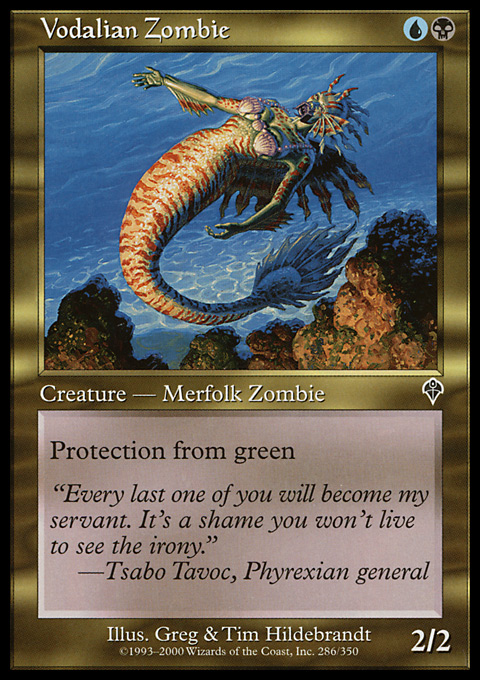 Vodalian Zombie
Creature — Merfolk Zombie
Protection from green
“Every last one of you will become my
servant. It’s a shame you won’t live
to see the irony.”
—Tsabo Tavoc, Phyrexian general
Illus. Greg & Tim Hildebrandt
©1993–2000 Wizards of the Coast, Inc. 286/350
2/2